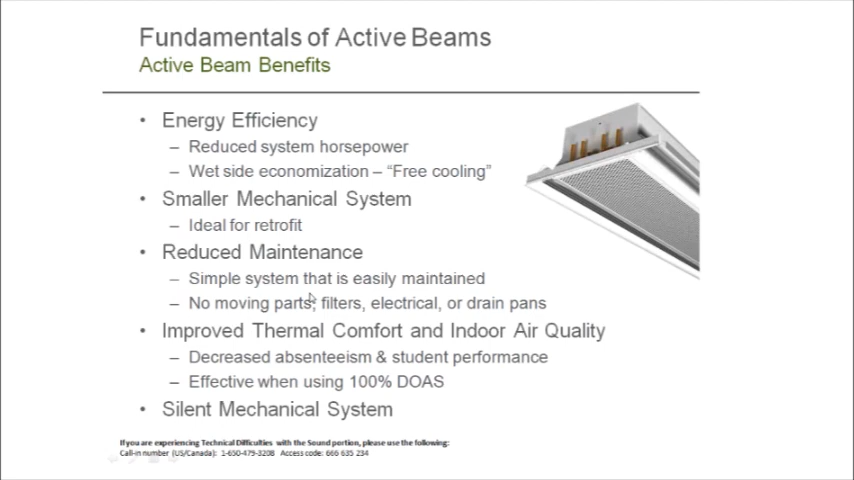 Fundamentals of Active Beams
Active Beam Benefits
• Energy Efficiency
– Reduced system horsepower
– Wet side economization – “Free cooling”
• Smaller Mechanical System
– Ideal for retrofit
• Reduced Maintenance
– Simple system that is easily maintained
– No moving parts, filters, electrical, or drain pans
• Improved Thermal Comfort and Indoor Air Quality
– Decreased absenteeism & student performance
– Effective when using 100% DOAS
• Silent Mechanical System
If you are experiencing Technical Difficulties with the Sound portion, please use the following:
Call-in number (US/Canada): 1-650-479-3208 Access code: 666 635 234